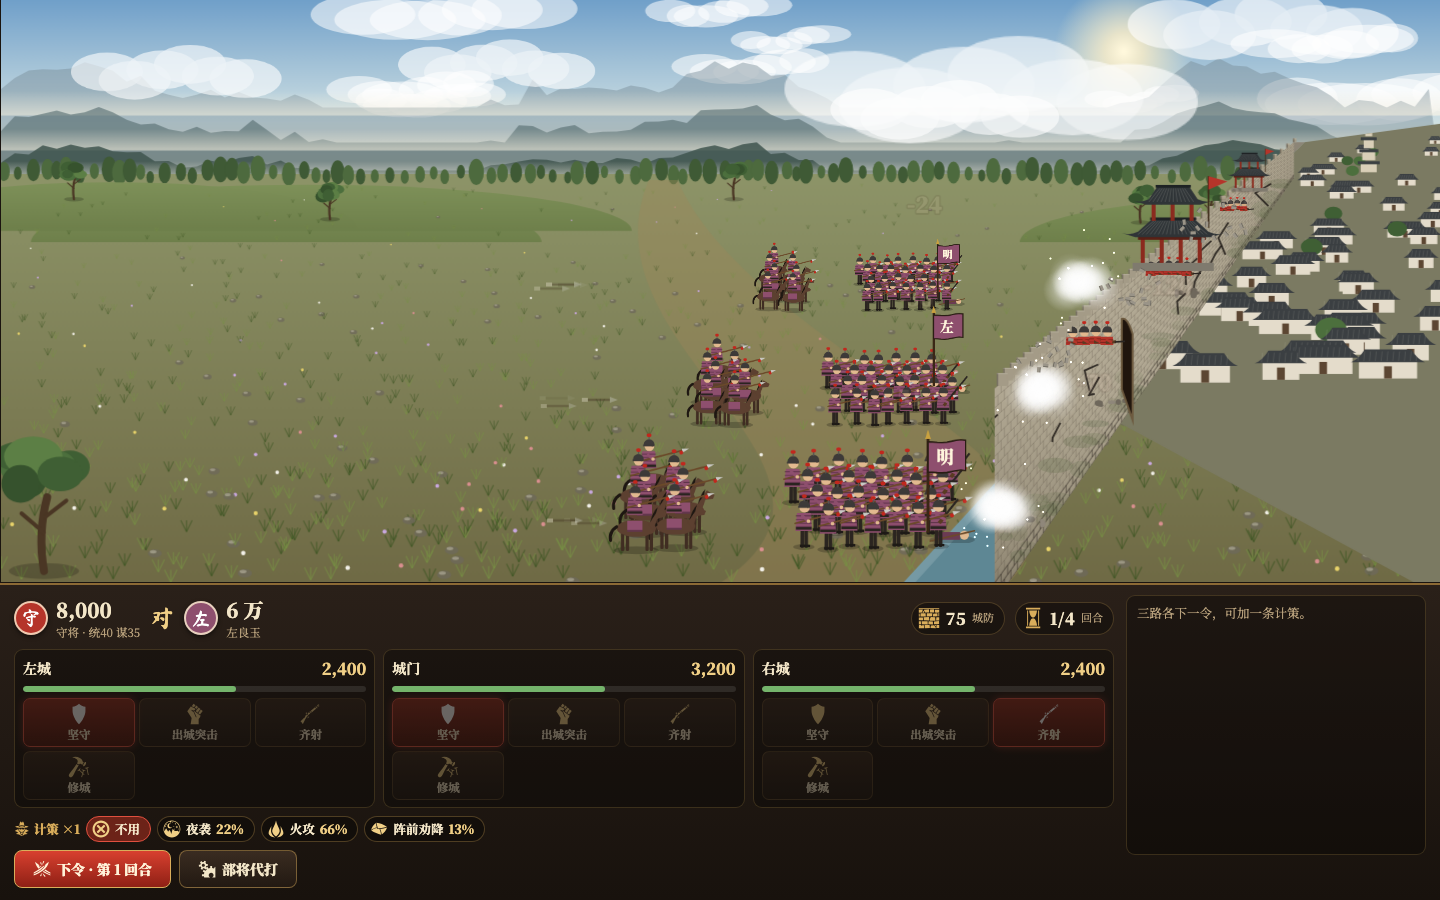 -24
明
左
明
守
8,000
守将 · 统40 谋35
对
左
6 万
左良玉
75 城防
1/4 回合
三路各下一令，可加一条计策。
左城 2,400
坚守
出城突击
齐射
修城
城门 3,200
坚守
出城突击
齐射
修城
右城 2,400
坚守
出城突击
齐射
修城
计策 ×1
不用
夜袭 22%
火攻 66%
阵前劝降 13%
下令 · 第 1 回合
部将代打